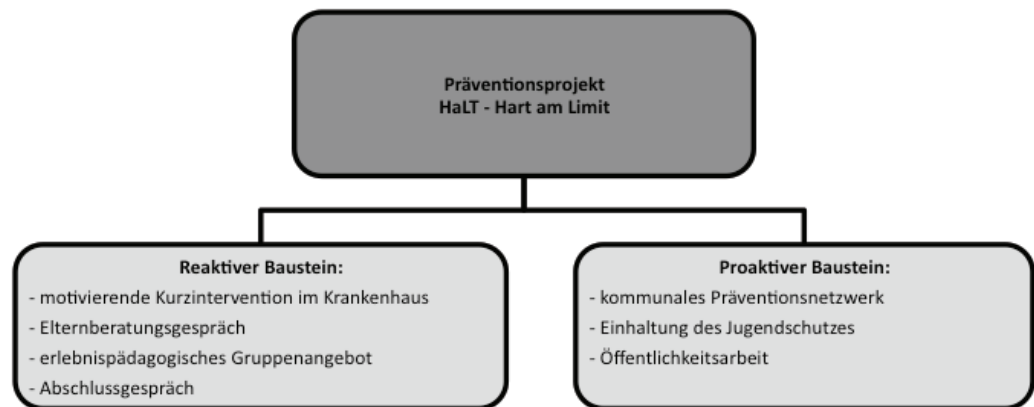 Präventionsprojekt
HaLT - Hart am Limit
Reaktiver Baustein:
- motivierende Kurzintervention im Krankenhaus
- Elternberatungsgespräch
- erlebnispädagogisches Gruppenangebot
- Abschlussgespräch
Proaktiver Baustein:
- kommunales Präventionsnetzwerk
- Einhaltung des Jugendschutzes
- Öffentlichkeitsarbeit